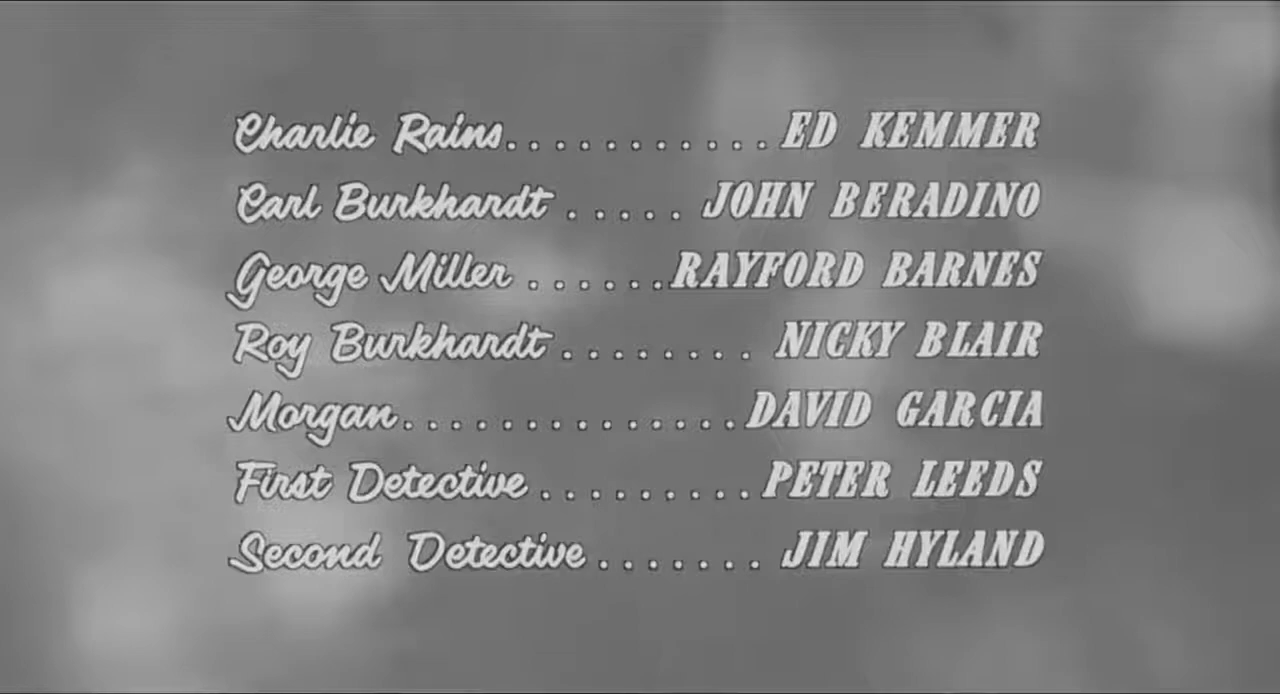 Charlie Rains...........ED KEMMER
Carl Burkhardt.....JOHN BERADINO
George Miller......RAYFORD BARNES
Roy Burkhardt........NICKY BLAIR
Morgan..............DAVID GARCIA
First Detective.........PETER LEEDS
Second Detective.......JIM HYLAND